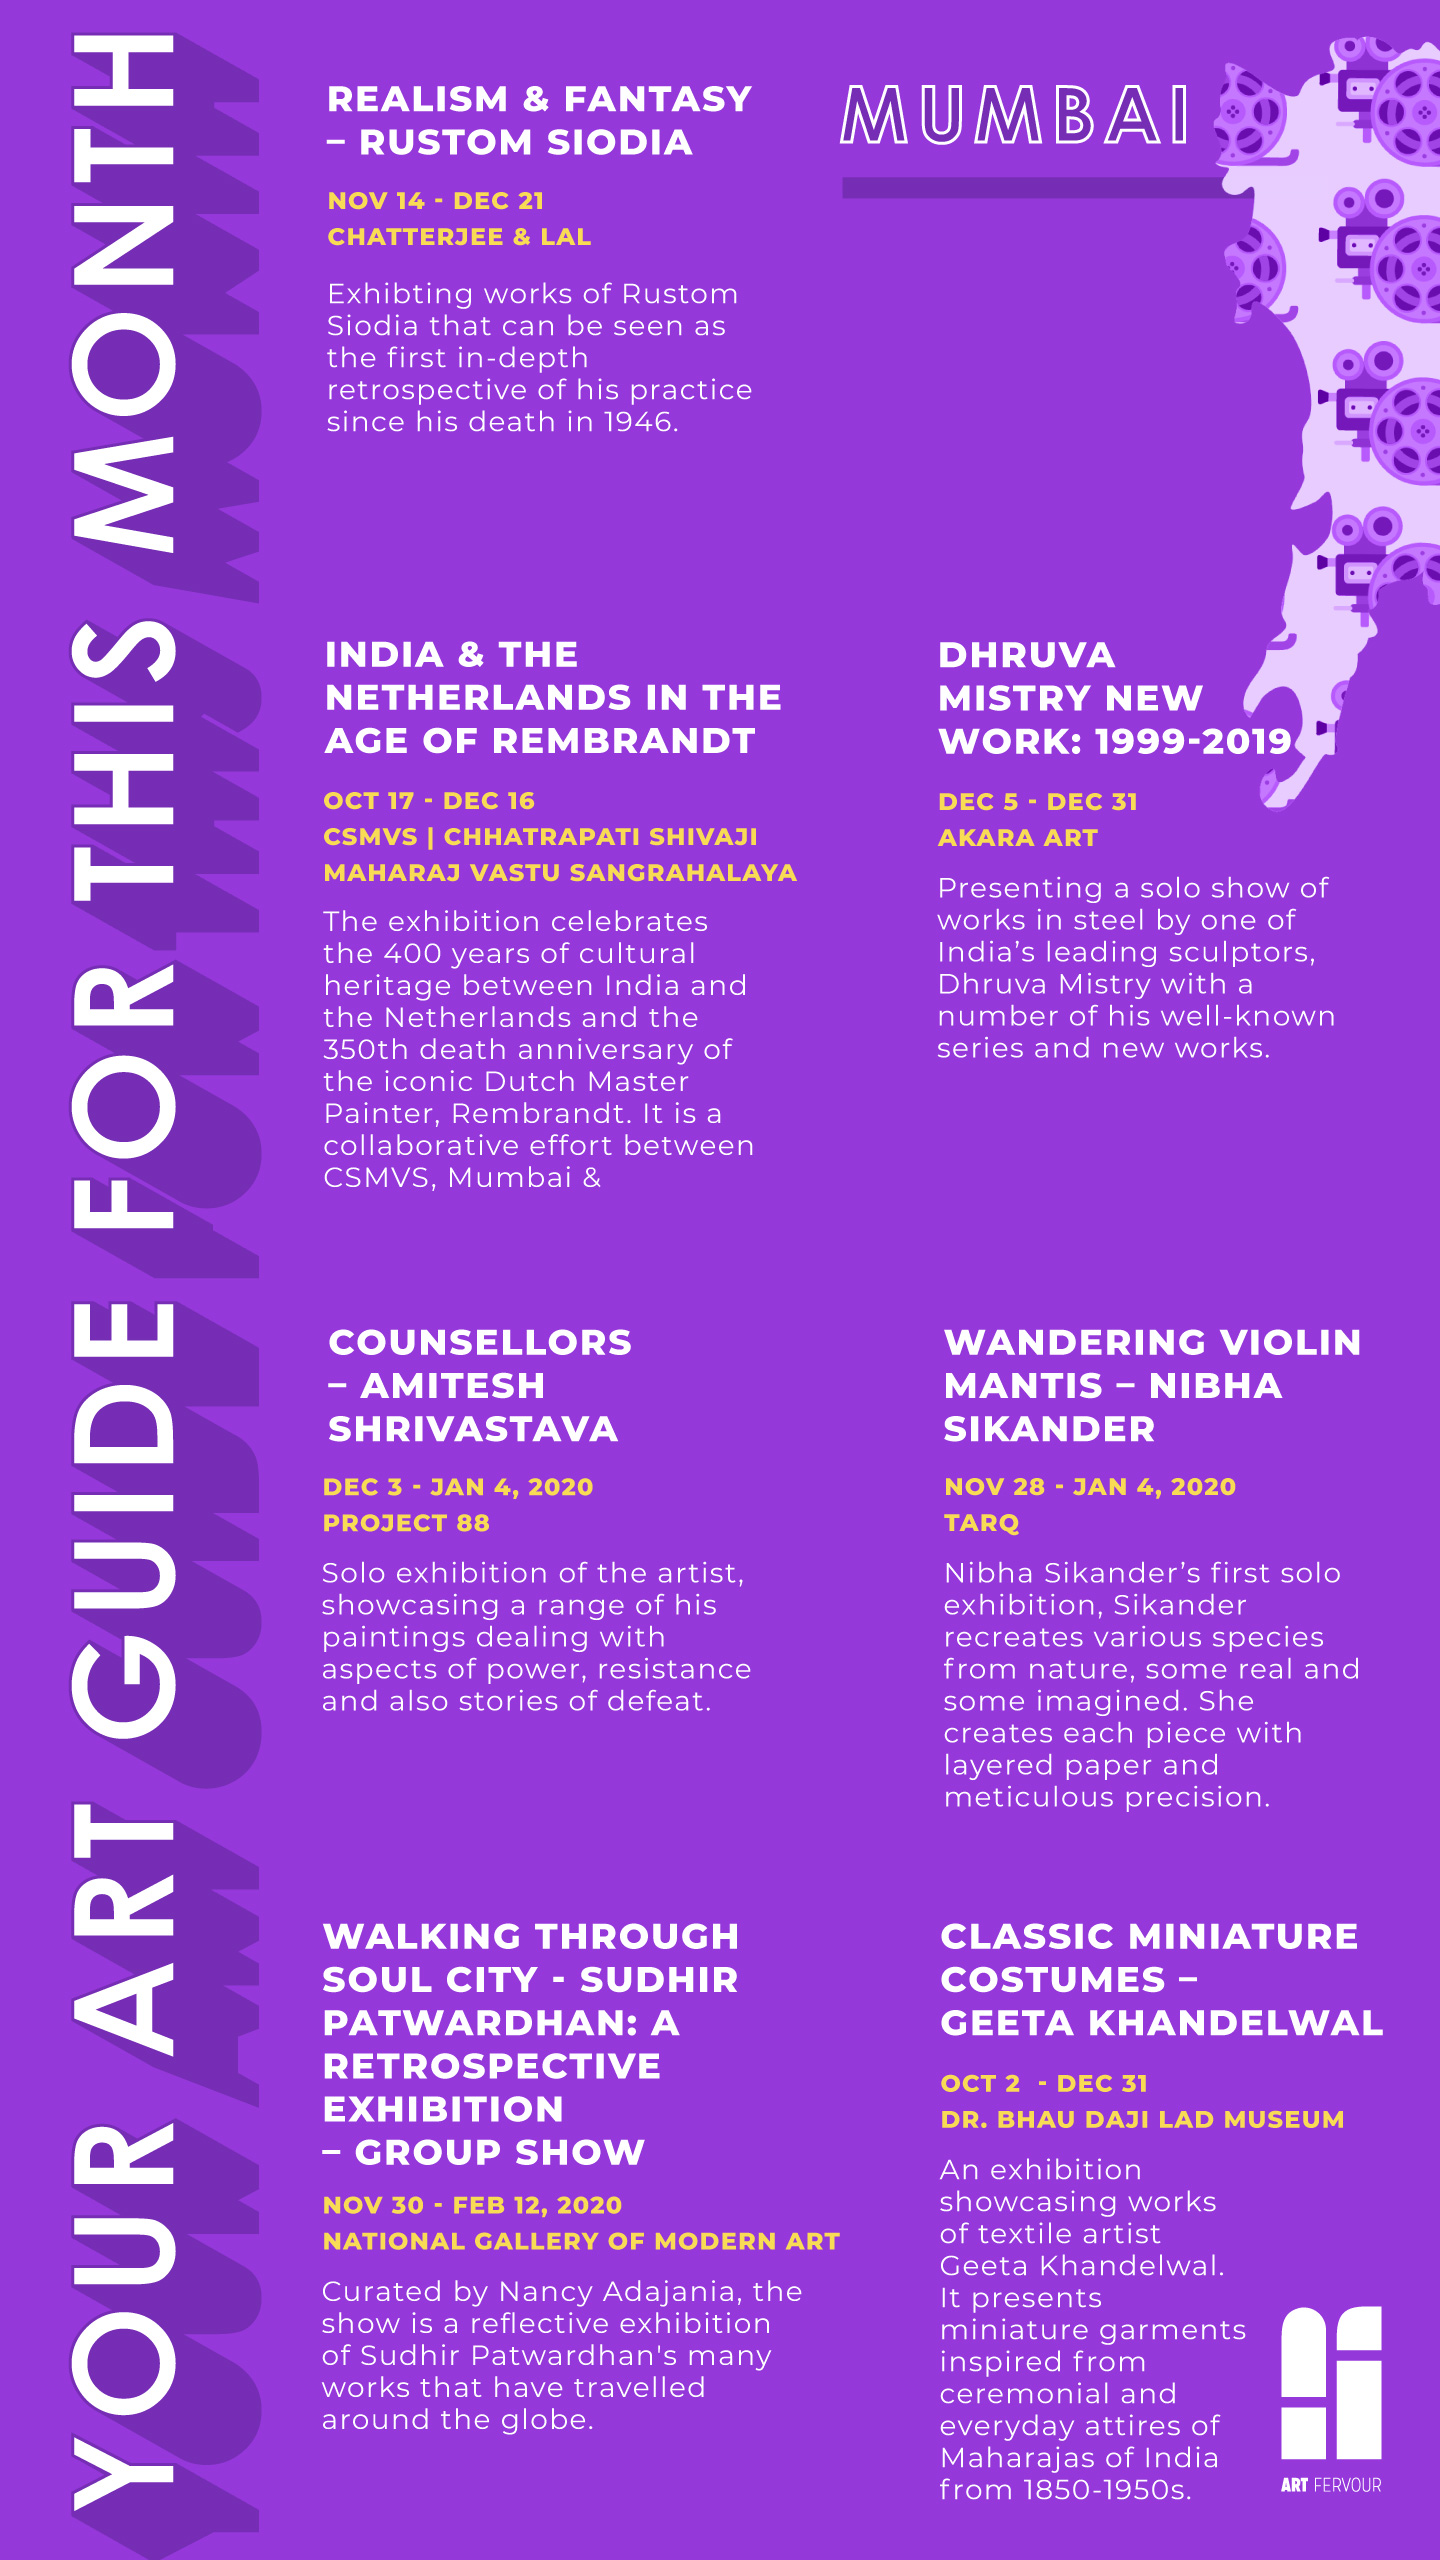 YOUR ART GUIDE FOR THIS MONTH
MUMBAI
REALISM & FANTASY
– RUSTOM SIODIA
NOV 14 - DEC 21
CHATTERJEE & LAL
Exhibting works of Rustom
Siodia that can be seen as
the first in-depth
retrospective of his practice
since his death in 1946.
INDIA & THE
NETHERLANDS IN THE
AGE OF REMBRANDT
OCT 17 - DEC 16
CSMVS | CHHATRAPATI SHIVAJI
MAHARAJ VASTU SANGRAHALAYA
The exhibition celebrates
the 400 years of cultural
heritage between India and
the Netherlands and the
350th death anniversary of
the iconic Dutch Master
Painter, Rembrandt. It is a
collaborative effort between
CSMVS, Mumbai &
DHRUVA
MISTRY NEW
WORK: 1999-2019
DEC 5 - DEC 31
AKARA ART
Presenting a solo show of
works in steel by one of
India’s leading sculptors,
Dhruva Mistry with a
number of his well-known
series and new works.
COUNSELLORS
– AMITESH
SHRIVASTAVA
DEC 3 - JAN 4, 2020
PROJECT 88
Solo exhibition of the artist,
showcasing a range of his
paintings dealing with
aspects of power, resistance
and also stories of defeat.
WANDERING VIOLIN
MANTIS – NIBHA
SIKANDER
NOV 28 - JAN 4, 2020
TARQ
Nibha Sikander’s first solo
exhibition, Sikander
recreates various species
from nature, some real and
some imagined. She
creates each piece with
layered paper and
meticulous precision.
WALKING THROUGH
SOUL CITY - SUDHIR
PATWARDHAN: A
RETROSPECTIVE
EXHIBITION
– GROUP SHOW
NOV 30 - FEB 12, 2020
NATIONAL GALLERY OF MODERN ART
Curated by Nancy Adajania, the
show is a reflective exhibition
of Sudhir Patwardhan's many
works that have travelled
around the globe.
CLASSIC MINIATURE
COSTUMES –
GEETA KHANDELWAL
OCT 2 - DEC 31
DR. BHAU DAJI LAD MUSEUM
An exhibition
showcasing works
of textile artist
Geeta Khandelwal.
It presents
miniature garments
inspired from
ceremonial and
everyday attires of
Maharajas of India
from 1850-1950s.
ART FERVOUR